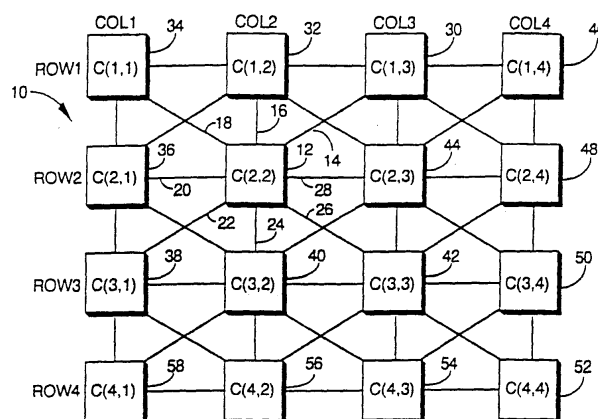 COL1 COL2 COL3 COL4
34 32 30
ROW1 C(1,1) C(1,2) C(1,3) C(1,4)
10
18 16 14
36 12 44 48
ROW2 C(2,1) C(2,2) C(2,3) C(2,4)
20 28
22 24 26
38 40 42 50
ROW3 C(3,1) C(3,2) C(3,3) C(3,4)
58 56 54 52
ROW4 C(4,1) C(4,2) C(4,3) C(4,4)